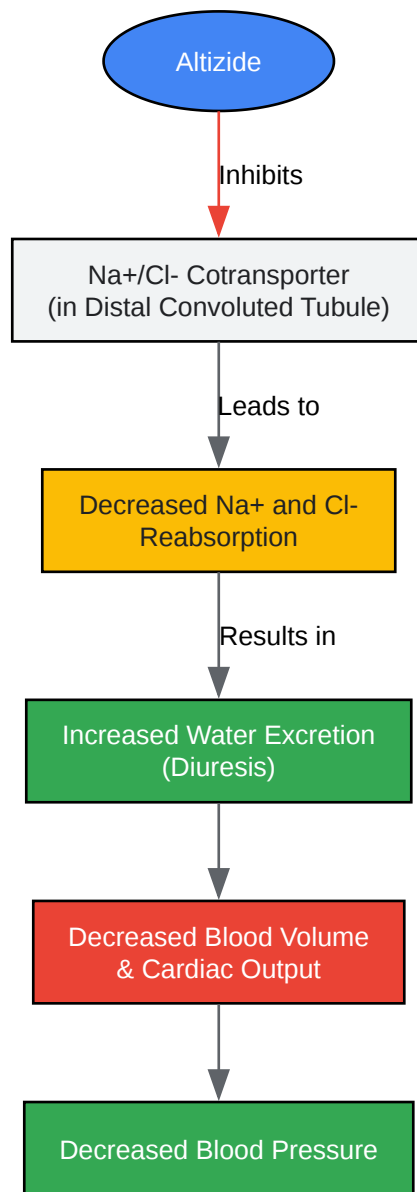 Altizide
Inhibits
Na+/Cl- Cotransporter
(in Distal Convoluted Tubule)
Leads to
Decreased Na+ and Cl-
Reabsorption
Results in
Increased Water Excretion
(Diuresis)
Decreased Blood Volume
& Cardiac Output
Decreased Blood Pressure